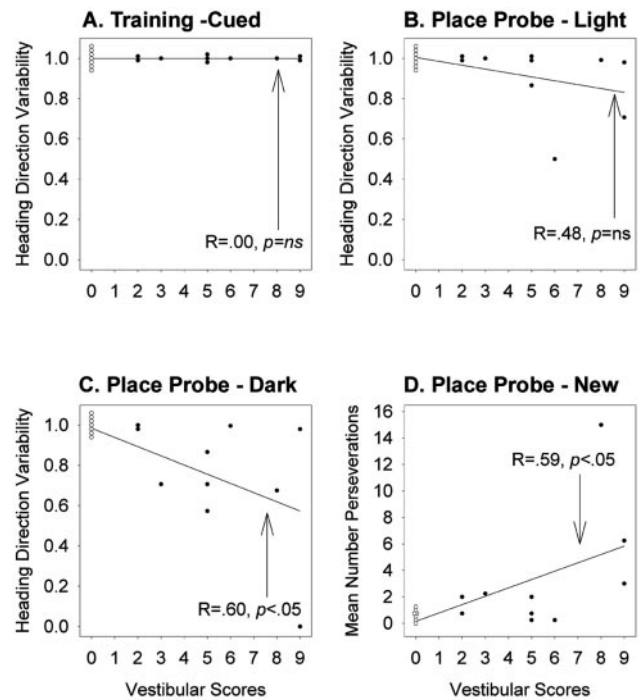 A. Training -Cued
Heading Direction Variability
1.0
0.8
0.6
0.4
0.2
0.0
R=.00, p=ns
0 1 2 3 4 5 6 7 8 9
B. Place Probe - Light
Heading Direction Variability
1.0
0.8
0.6
0.4
0.2
0.0
R=.48, p=ns
0 1 2 3 4 5 6 7 8 9
C. Place Probe - Dark
Heading Direction Variability
1.0
0.8
0.6
0.4
0.2
0.0
R=.60, p<.05
0 1 2 3 4 5 6 7 8 9
Vestibular Scores
D. Place Probe - New
Mean Number Perseverations
16
14
12
10
8
6
4
2
0
R=.59, p<.05
0 1 2 3 4 5 6 7 8 9
Vestibular Scores